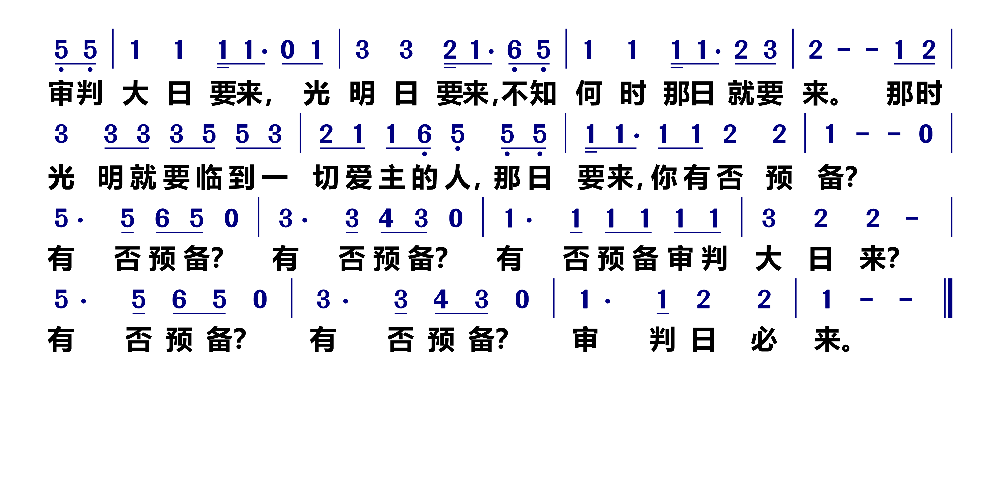 5 5 | 1 1 1 1· 0 1 | 3 3 2 1· 6 5 | 1 1 1 1· 2 3 | 2 – – 1 2 |
审判 大 日 要来, 光 明 日 要来,不知 何 时 那日 就要 来。 那时
3 3 3 3 5 5 3 | 2 1 1 6 5 5 5 | 1 1· 1 1 2 2 | 1 – – 0 |
光 明就要临到一 切爱主的人, 那日 要来,你有否 预 备?
5· 5 6 5 0 | 3· 3 4 3 0 | 1· 1 1 1 1 1 | 3 2 2 – |
有 否预备? 有 否预备? 有 否预备审判 大 日 来?
5· 5 6 5 0 | 3· 3 4 3 0 | 1· 1 2 2 | 1 – – ‖
有 否预备? 有 否预备? 审 判日 必 来。